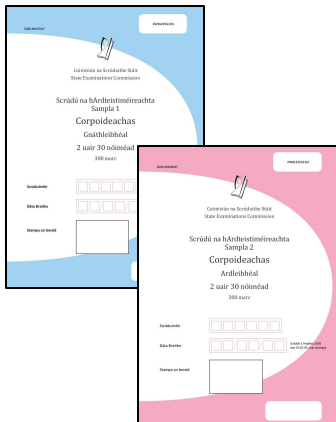 Coimisiún na Scrúduithe Stáit
State Examinations Commission
Scrúdú na hArdteistiméireachta
Sampla 1
Corpoideachas
Gnáthleibhéal
2 uair 30 nóiméad
300 marc
Scrúduimhir
Dáta Breithe
Stampa an Ionaid
Coimisiún na Scrúduithe Stáit
State Examinations Commission
Scrúdú na hArdteistiméireachta
Sampla 2
Corpoideachas
Ardleibhéal
2 uair 30 nóiméad
300 marc
Scrúduimhir
Dáta Breithe
Stampa an Ionaid